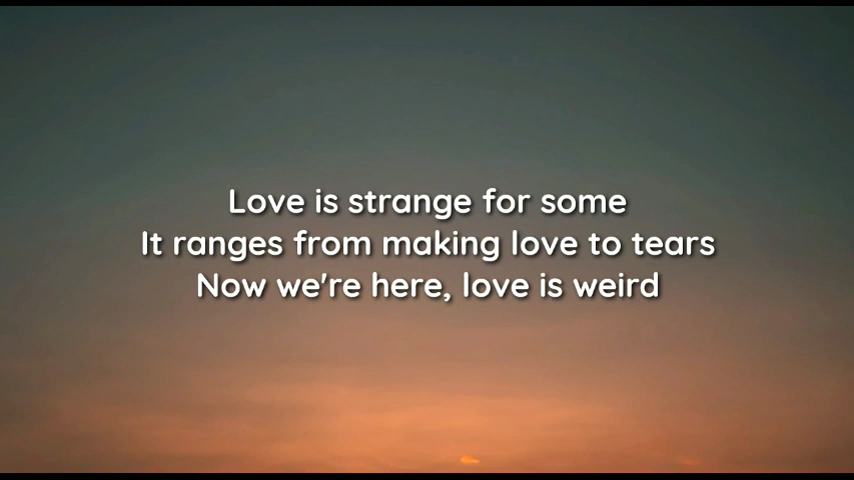 Love is strange for some
It ranges from making love to tears
Now we're here, love is weird